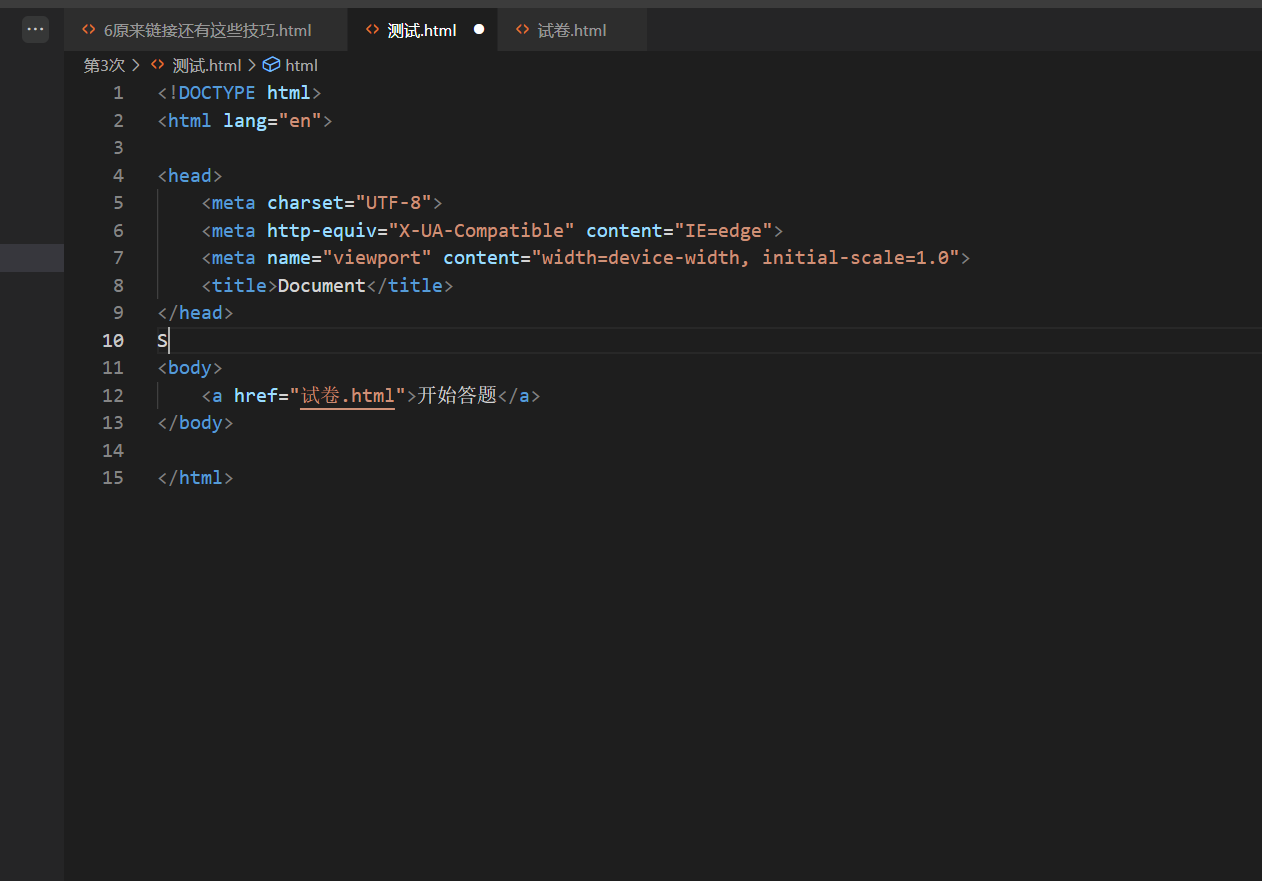 6原来链接还有这些技巧.html 测试.html 试卷.html
第3次 > 测试.html > html
1 <!DOCTYPE html>
2 <html lang="en">
3
4 <head>
5     <meta charset="UTF-8">
6     <meta http-equiv="X-UA-Compatible" content="IE=edge">
7     <meta name="viewport" content="width=device-width, initial-scale=1.0">
8     <title>Document</title>
9 </head>
10 S
11 <body>
12     <a href="试卷.html">开始答题</a>
13 </body>
14
15 </html>